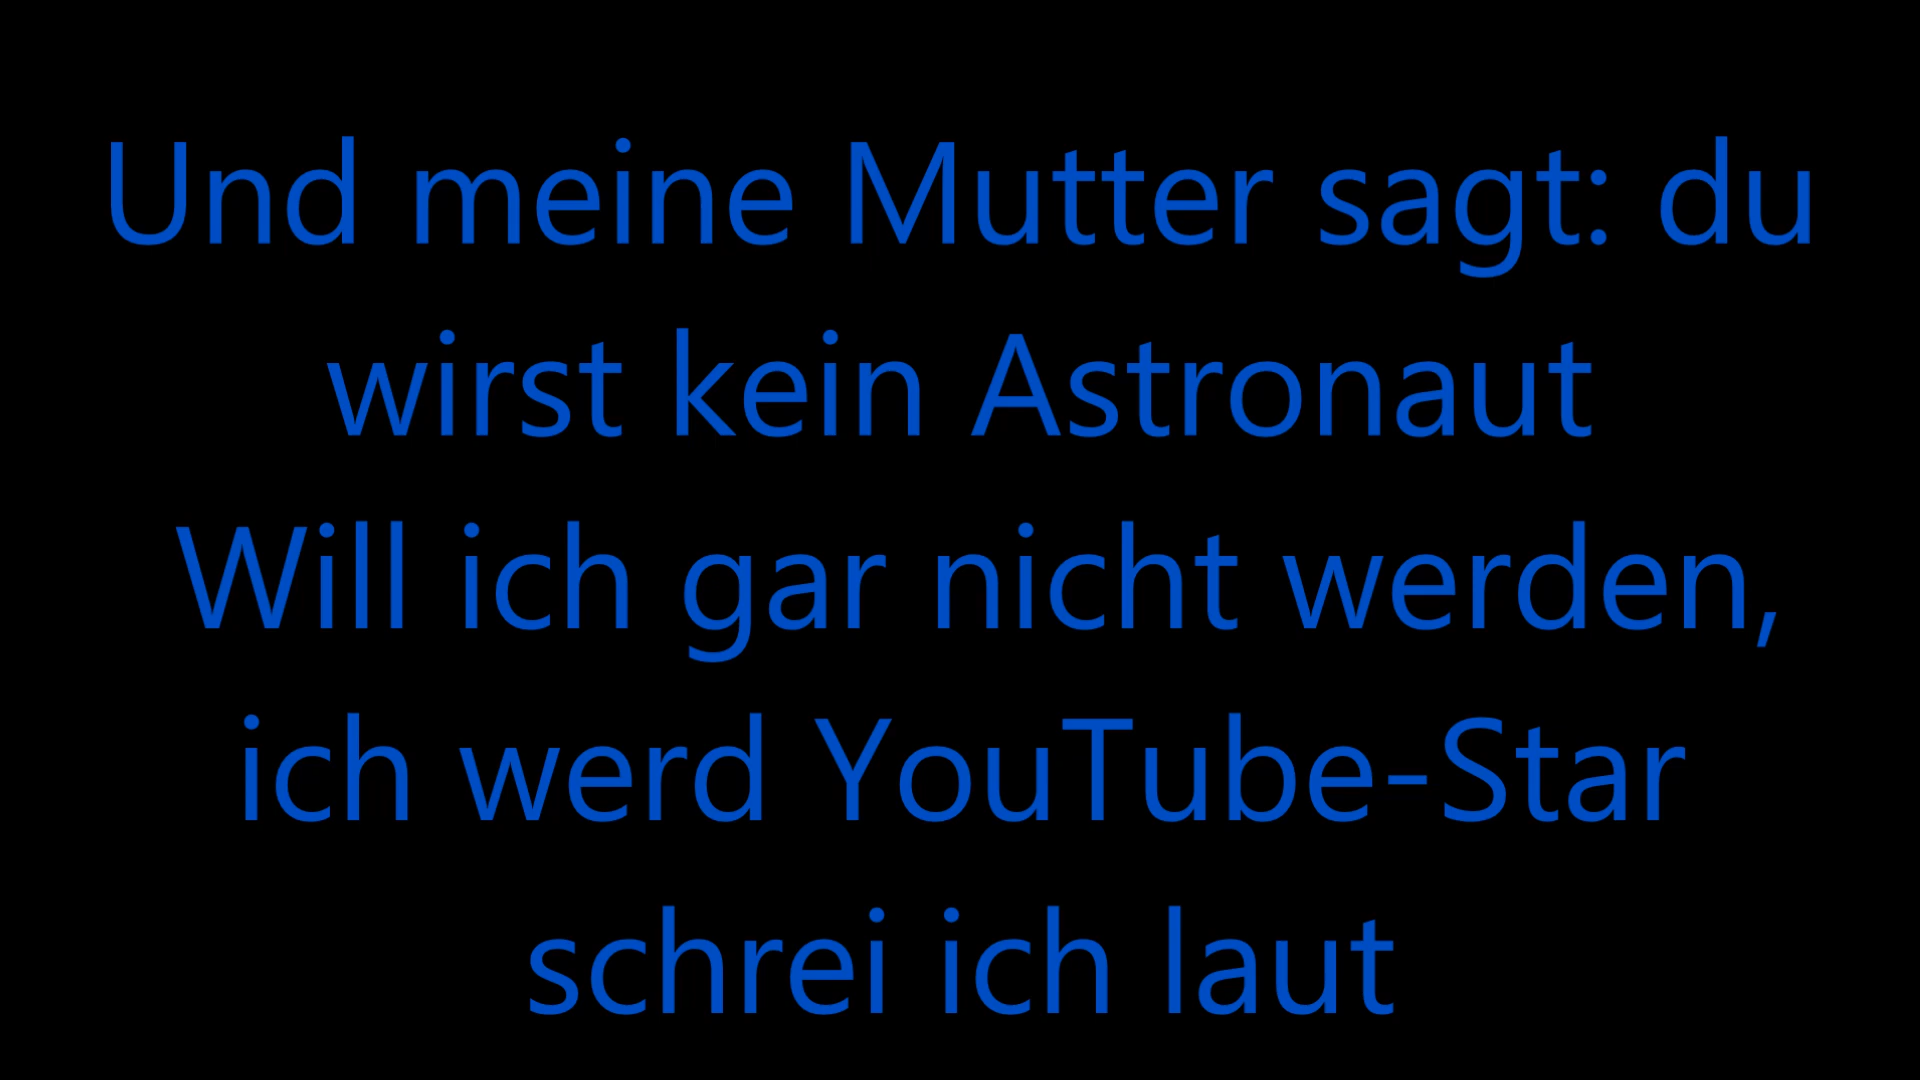 Und meine Mutter sagt: du
wirst kein Astronaut
Will ich gar nicht werden,
ich werd YouTube-Star
schrei ich laut